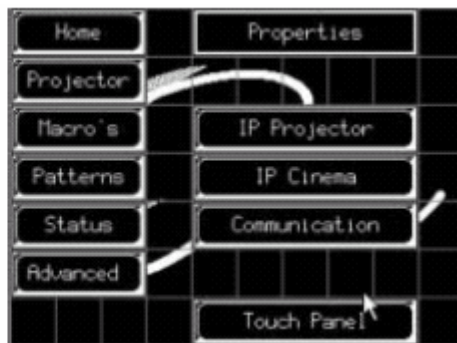 Home
Properties
Projector
Macro's
IP Projector
Patterns
IP Cinema
Status
Communication
Advanced
Touch Panel